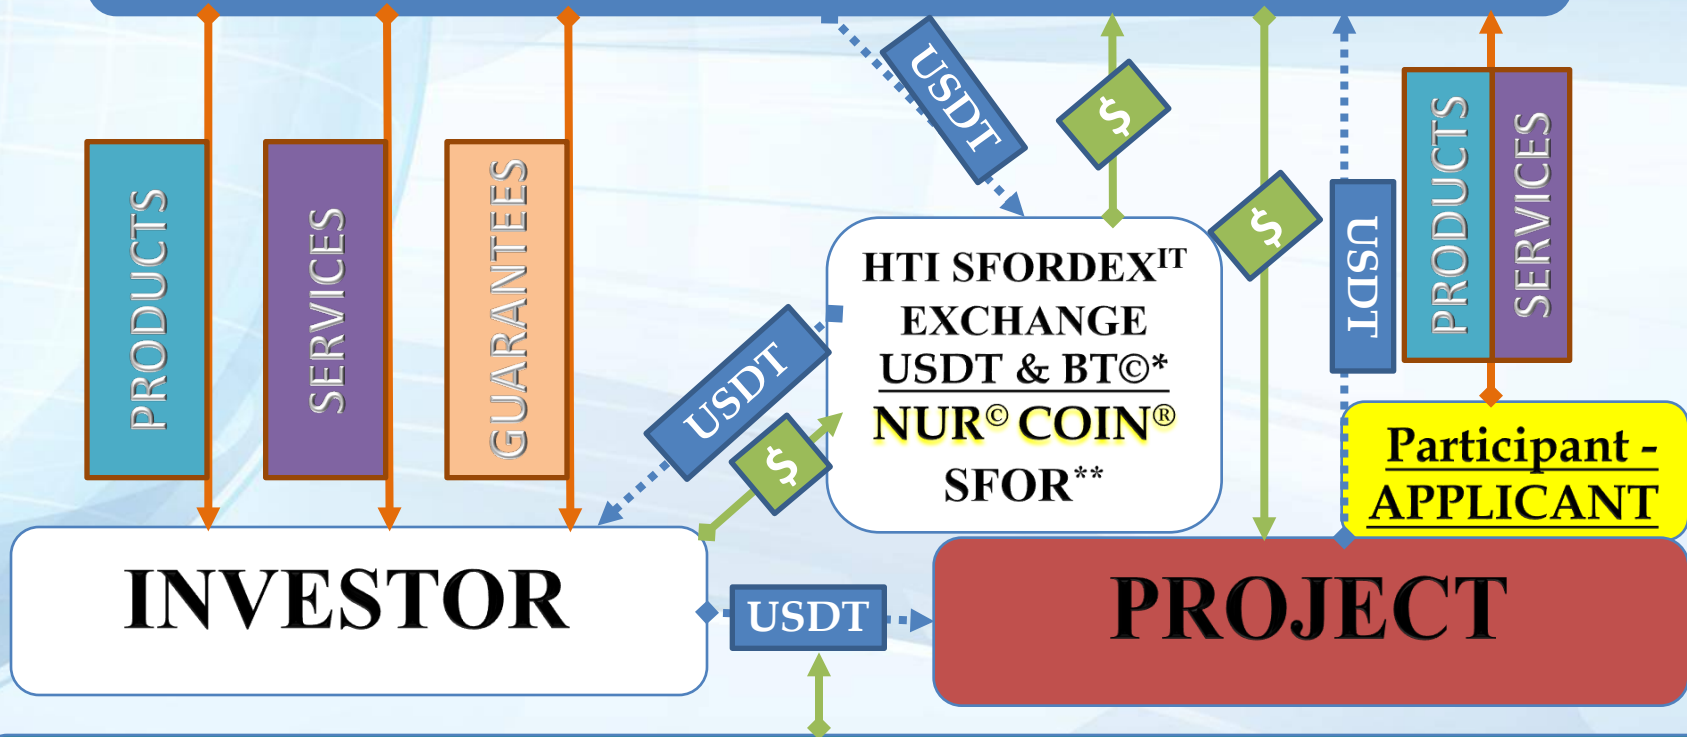 USDT
$
$
PRODUCTS
SERVICES
GUARANTEES
USDT
PRODUCTS
SERVICES
HTI SFORDEXᴵᵀ
EXCHANGE
USDT & BT©*
NUR© COIN®
SFOR**
USDT
$
Participant -
APPLICANT
INVESTOR
USDT
PROJECT